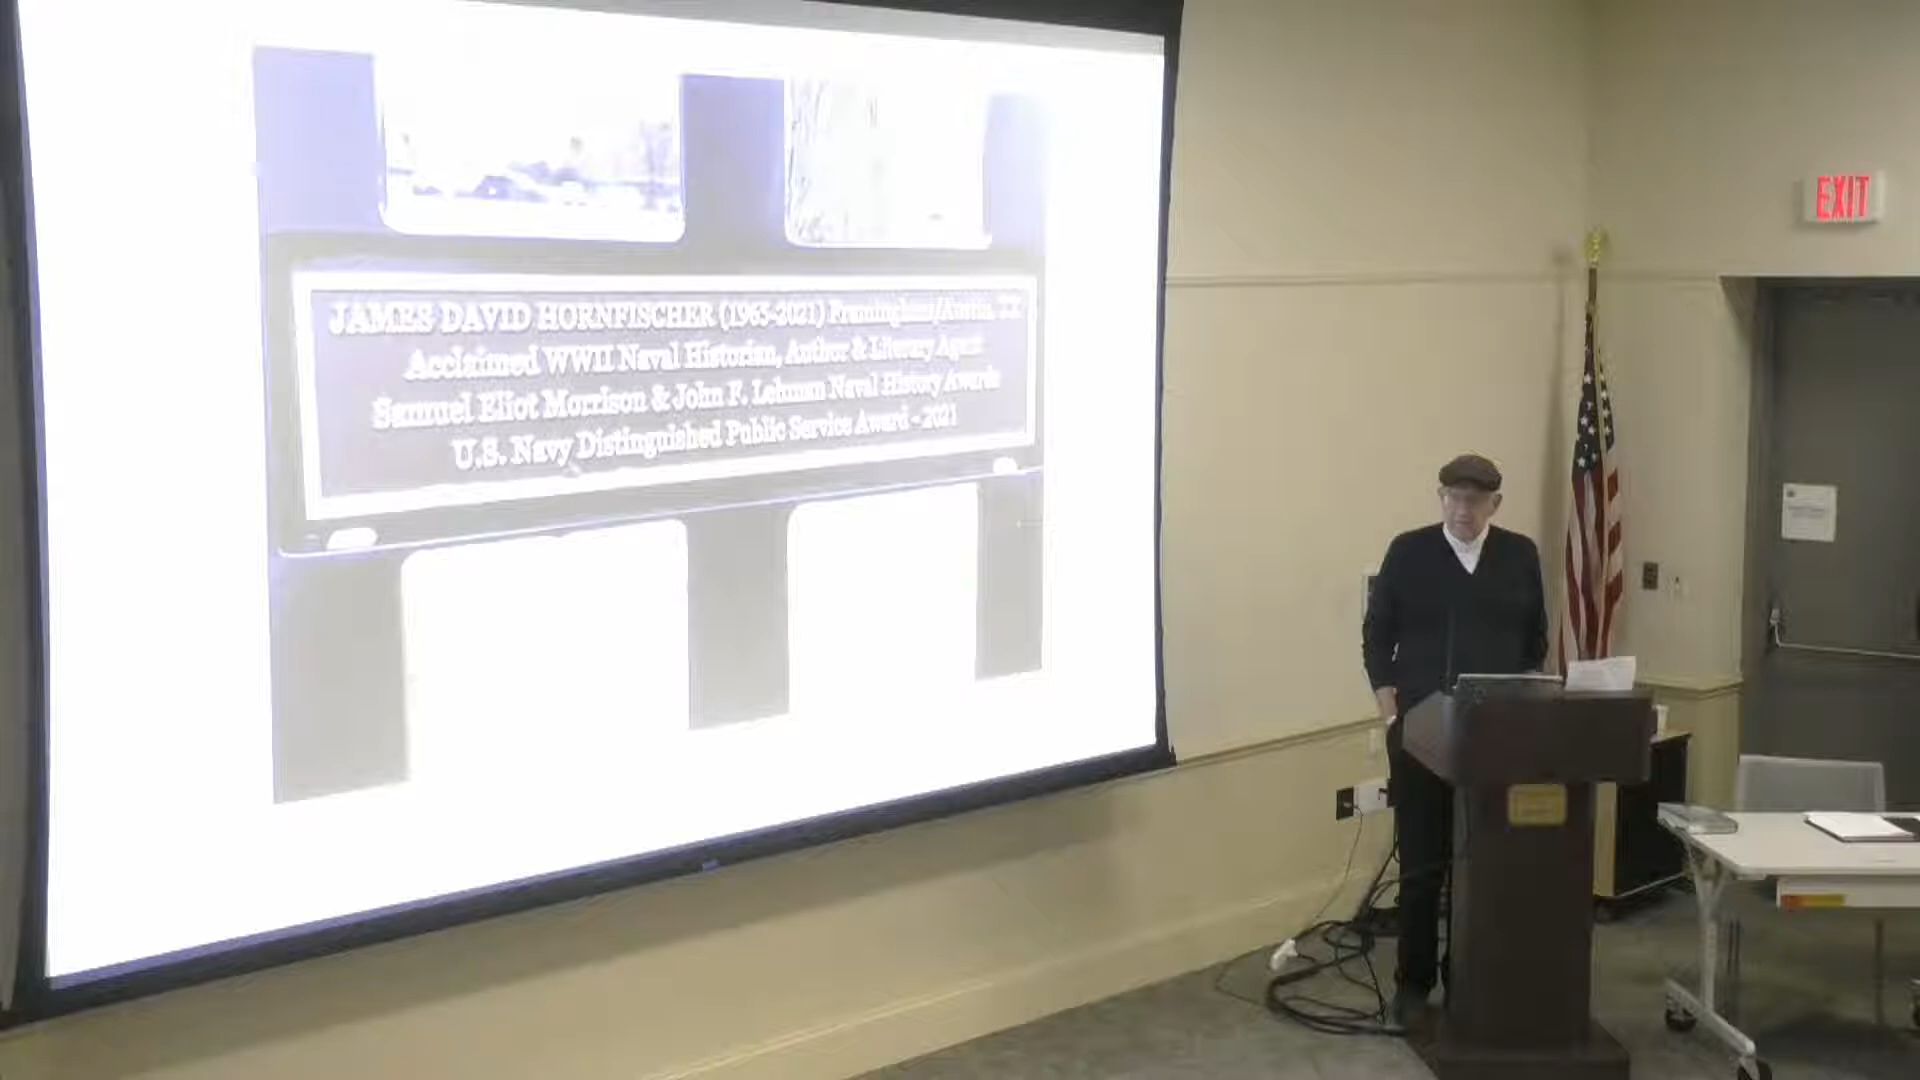 JAMES DAVID HORNFISCHER (1965-2021) Framingham/Austin, TX
Acclaimed WWII Naval Historian, Author & Literary Agent
Samuel Eliot Morrison & John F. Lehman Naval History Awards
U.S. Navy Distinguished Public Service Award - 2021
EXIT